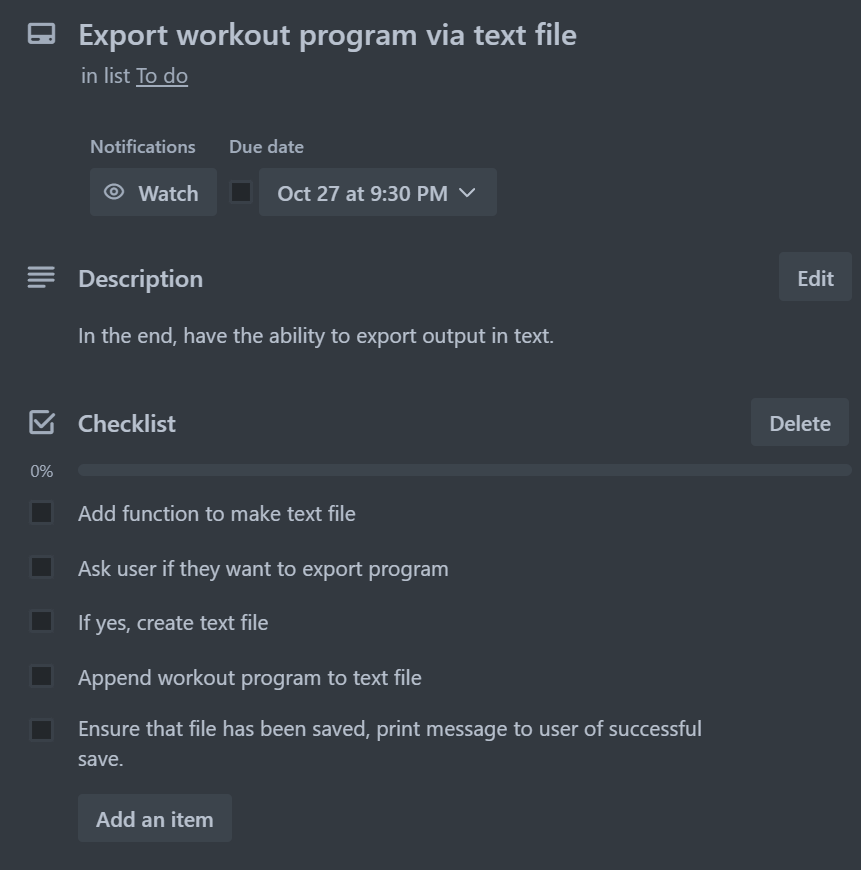 Export workout program via text file
in list To do
Notifications Due date
Watch Oct 27 at 9:30 PM
Description Edit
In the end, have the ability to export output in text.
Checklist Delete
0%
Add function to make text file
Ask user if they want to export program
If yes, create text file
Append workout program to text file
Ensure that file has been saved, print message to user of successful
save.
Add an item